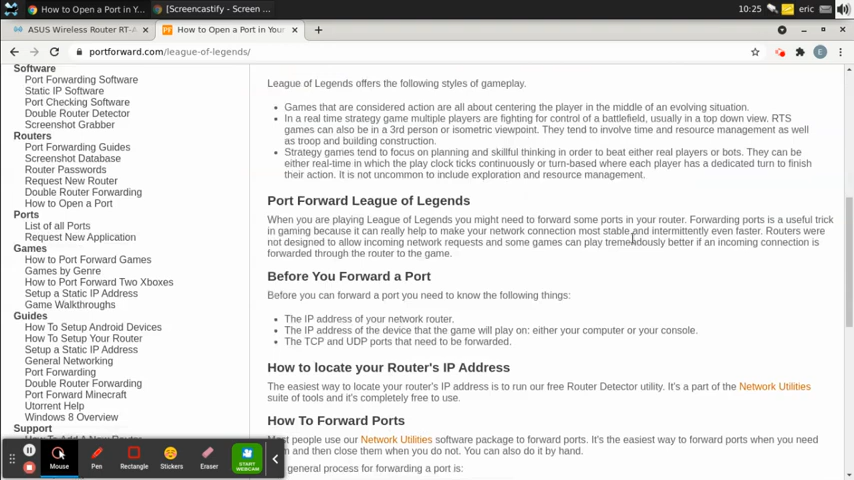 How to Open a Port in Y...
[Screencastify - Screen ...
10:25
eric
ASUS Wireless Router RT-A
How to Open a Port in Your
portforward.com/league-of-legends/
E
Software
Port Forwarding Software
Static IP Software
Port Checking Software
Double Router Detector
Screenshot Grabber
Routers
Port Forwarding Guides
Screenshot Database
Router Passwords
Request New Router
Double Router Forwarding
How to Open a Port
Ports
List of all Ports
Request New Application
Games
How to Port Forward Games
Games by Genre
How to Port Forward Two Xboxes
Setup a Static IP Address
Game Walkthroughs
Guides
How To Setup Android Devices
How To Setup Your Router
Setup a Static IP Address
General Networking
Port Forwarding
Double Router Forwarding
Port Forward Minecraft
Utorrent Help
Windows 8 Overview
Support
League of Legends offers the following styles of gameplay.
Games that are considered action are all about centering the player in the middle of an evolving situation.
In a real time strategy game multiple players are fighting for control of a battlefield, usually in a top down view. RTS
games can also be in a 3rd person or isometric viewpoint. They tend to involve time and resource management as well
as troop and building construction.
Strategy games tend to focus on planning and skillful thinking in order to beat either real players or bots. They can be
either real-time in which the play clock ticks continuously or turn-based where each player has a dedicated turn to finish
their action. It is not uncommon to include exploration and resource management.
Port Forward League of Legends
When you are playing League of Legends you might need to forward some ports in your router. Forwarding ports is a useful trick
in gaming because it can really help to make your network connection most stable and intermittently even faster. Routers were
not designed to allow incoming network requests and some games can play tremendously better if an incoming connection is
forwarded through the router to the game.
Before You Forward a Port
Before you can forward a port you need to know the following things:
The IP address of your network router.
The IP address of the device that the game will play on: either your computer or your console.
The TCP and UDP ports that need to be forwarded.
How to locate your Router's IP Address
The easiest way to locate your router's IP address is to run our free Router Detector utility. It's a part of the Network Utilities
suite of tools and it's completely free to use.
How To Forward Ports
Most people use our Network Utilities software package to forward ports. It's the easiest way to forward ports when you need
them and then close them when you do not. You can also do it by hand.
general process for forwarding a port is:
Mouse
Pen
Rectangle
Stickers
Eraser
START
WEBCAM